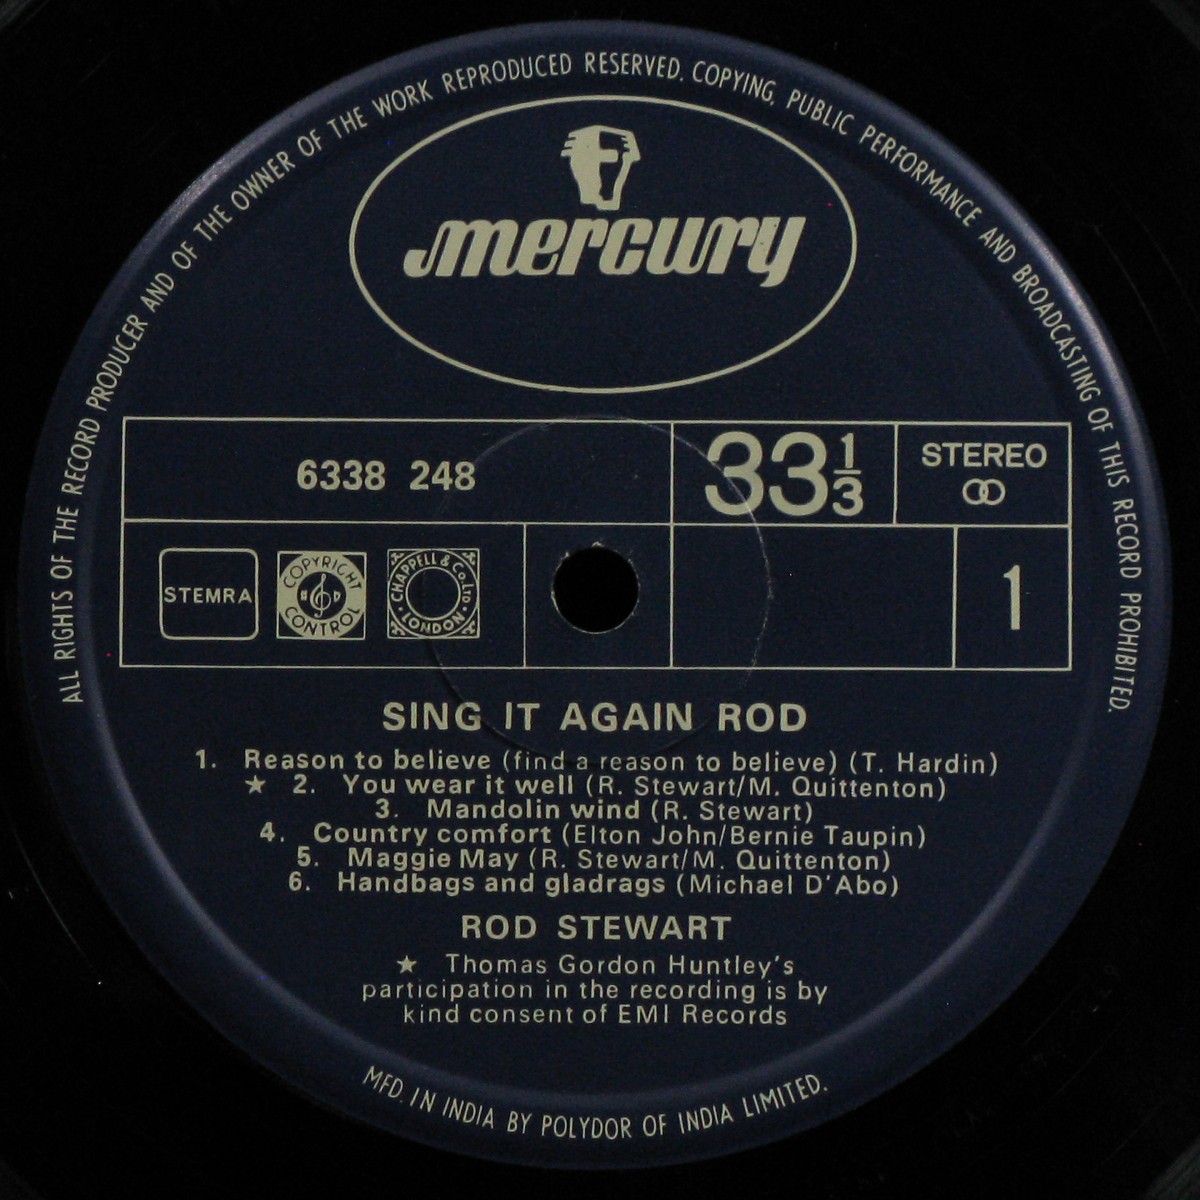 ALL RIGHTS OF THE RECORD PRODUCER AND OF THE OWNER OF THE WORK REPRODUCED RESERVED. COPYING, PUBLIC PERFORMANCE AND BROADCASTING OF THIS RECORD PROHIBITED.
mercury
6338 248
33 1/3
STEREO
STEMRA
COPYRIGHT CONTROL
CHAPPELL & Co. LTD. LONDON
1
SING IT AGAIN ROD
1. Reason to believe (find a reason to believe) (T. Hardin)
★ 2. You wear it well (R. Stewart/M. Quittenton)
3. Mandolin wind (R. Stewart)
4. Country comfort (Elton John/Bernie Taupin)
5. Maggie May (R. Stewart/M. Quittenton)
6. Handbags and gladrags (Michael D'Abo)
ROD STEWART
★ Thomas Gordon Huntley's
participation in the recording is by
kind consent of EMI Records
MFD. IN INDIA BY POLYDOR OF INDIA LIMITED.